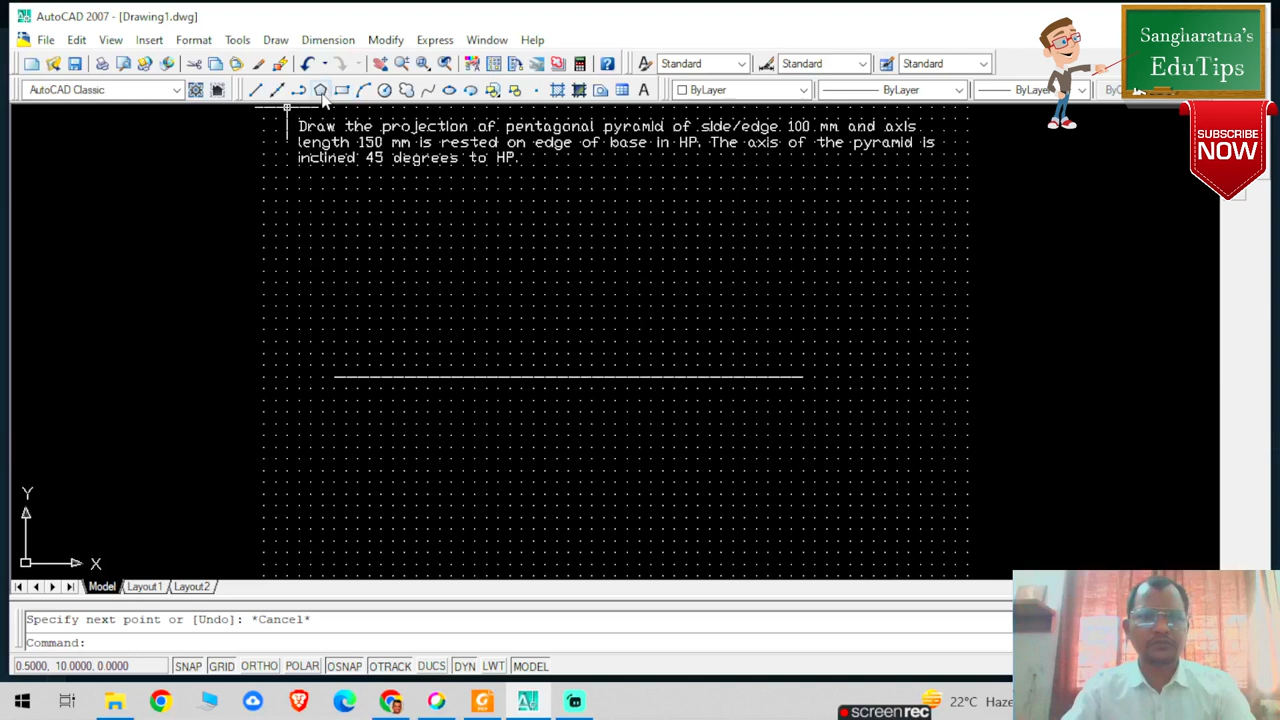 AutoCAD 2007 - [Drawing1.dwg]
File Edit View Insert Format Tools Draw Dimension Modify Express Window Help
Standard Standard Standard
AutoCAD Classic ByLayer ByLayer ByLayer
Sangharatna's
EduTips
SUBSCRIBE
NOW
Draw the projection of pentagonal pyramid of side/edge 100 mm and axis
length 150 mm is rested on edge of base in HP. The axis of the pyramid is
inclined 45 degrees to HP.
Y
X
Model Layout1 Layout2
Specify next point or [Undo]: *Cancel*
Command:
0.5000, 10.0000, 0.0000 SNAP GRID ORTHO POLAR OSNAP OTRACK DUCS DYN LWT MODEL
22°C Haze
screenrec